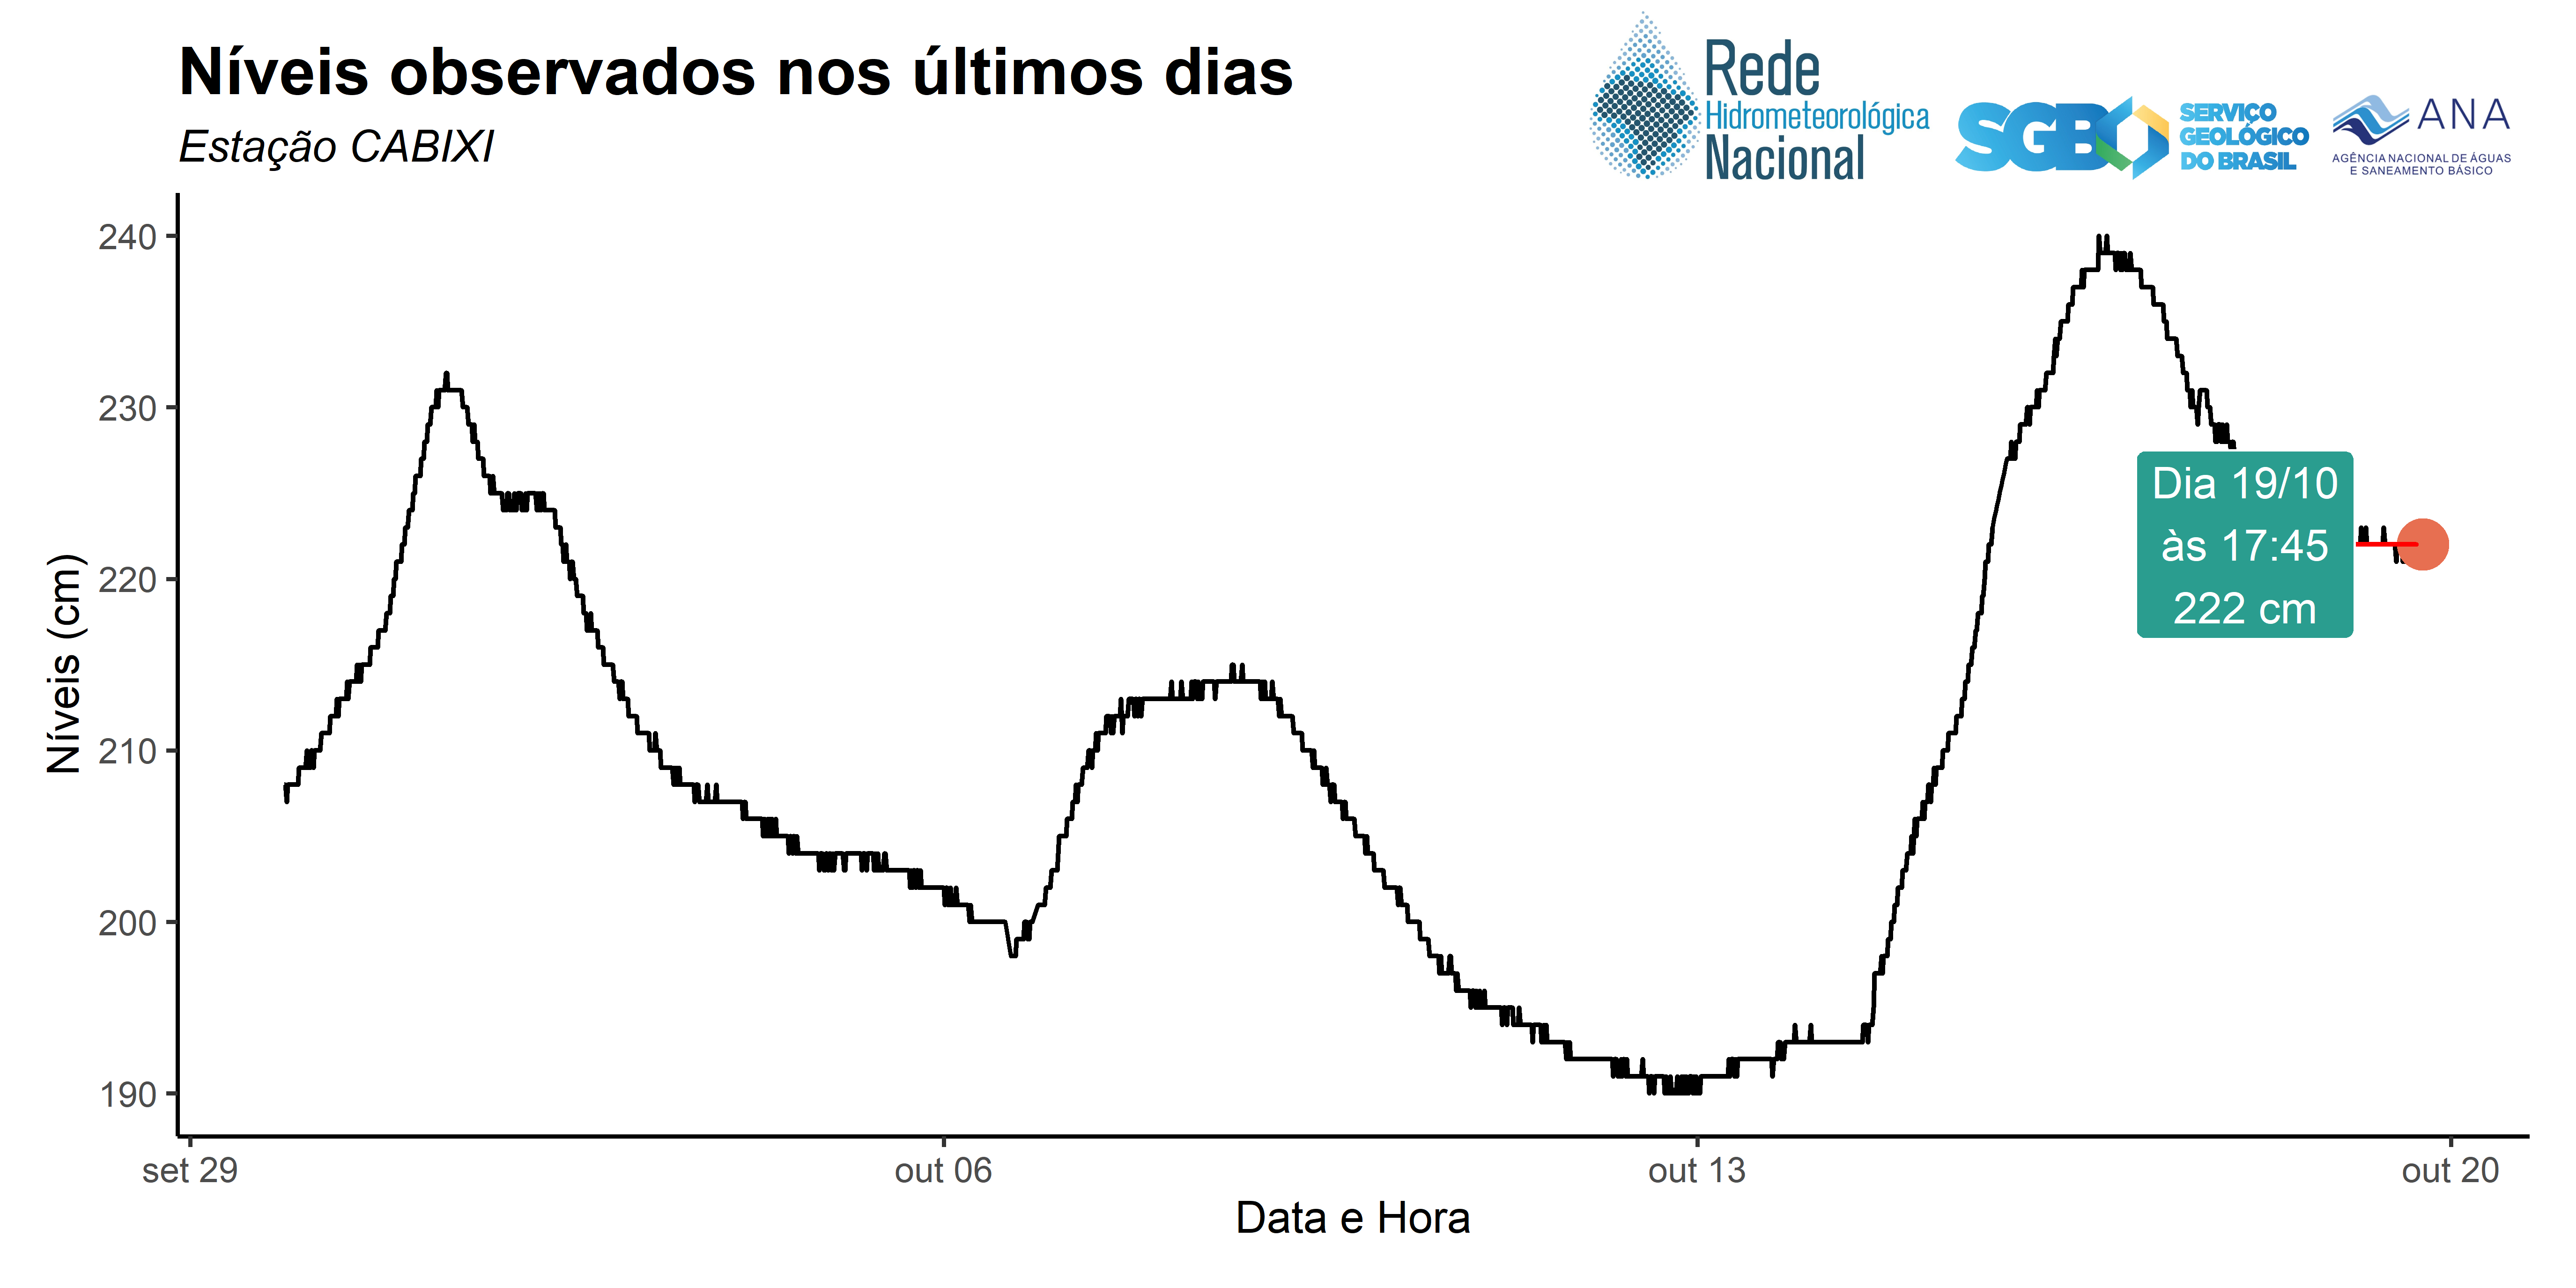 Níveis observados nos últimos dias
Estação CABIXI
Rede
Hidrometeorológica
Nacional
SGB
SERVIÇO
GEOLÓGICO
DO BRASIL
ANA
AGÊNCIA NACIONAL DE ÁGUAS
E SANEAMENTO BÁSICO
Níveis (cm)
240
230
220
210
200
190
Dia 19/10
às 17:45
222 cm
set 29
out 06
out 13
out 20
Data e Hora